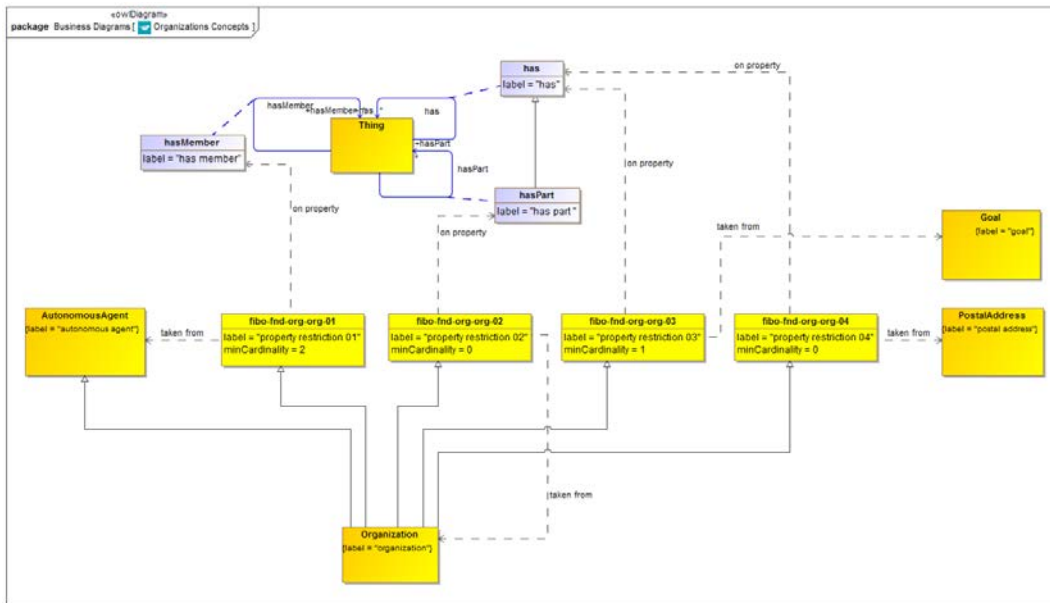 «owlDiagram»
package Business Diagrams [ Organizations Concepts ]
on property
has
label = "has"
hasMember
has
Thing
hasMember
label = "has member"
+hasPart
hasPart
on property
hasPart
label = "has part"
on property
on property
Goal
{label = "goal"}
taken from
AutonomousAgent
{label = "autonomous agent"}
taken from
fibo-fnd-org-org-01
label = "property restriction 01"
minCardinality = 2
fibo-fnd-org-org-02
label = "property restriction 02"
minCardinality = 0
fibo-fnd-org-org-03
label = "property restriction 03"
minCardinality = 1
fibo-fnd-org-org-04
label = "property restriction 04"
minCardinality = 0
taken from
PostalAddress
{label = "postal address"}
taken from
Organization
{label = "organization"}